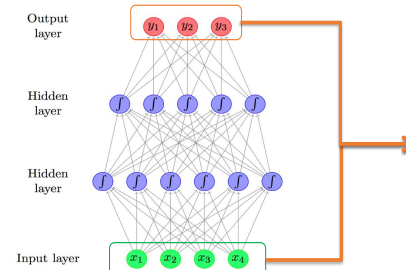 Output
layer
y1 y2 y3
Hidden
layer
∫ ∫ ∫ ∫ ∫
Hidden
layer
∫ ∫ ∫ ∫ ∫ ∫
Input layer
x1 x2 x3 x4